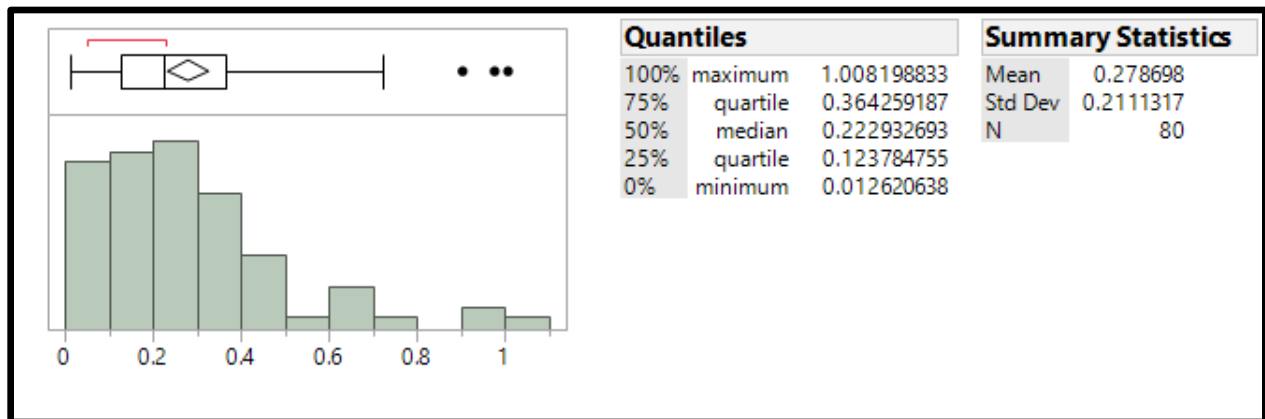 Quantiles
100% maximum 1.008198833
75% quartile 0.364259187
50% median 0.222932693
25% quartile 0.123784755
0% minimum 0.012620638
Summary Statistics
Mean 0.278698
Std Dev 0.2111317
N 80
0 0.2 0.4 0.6 0.8 1